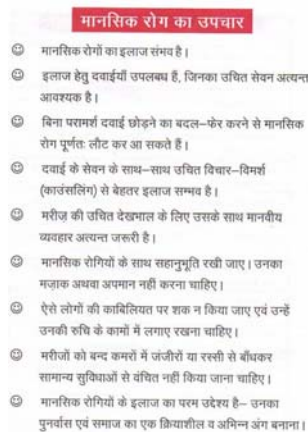 मानसिक रोग का उपचार
मानसिक रोगों का इलाज संभव है।
इलाज हेतु दवाईयाँ उपलबध हैं, जिनका उचित सेवन अत्यन्त
आवश्यक है।
बिना परामर्श दवाई छोड़ने का बदल–फेर करने से मानसिक
रोग पूर्णतः लौट कर आ सकते हैं।
दवाई के सेवन के साथ–साथ उचित विचार–विमर्श
(काउंसलिंग) से बेहतर इलाज सम्भव है।
मरीज़ की उचित देखभाल के लिए उसके साथ मानवीय
व्यवहार अत्यन्त जरूरी है।
मानसिक रोगियों के साथ सहानुभूति रखी जाए। उनका
मज़ाक अथवा अपमान नहीं करना चाहिए।
ऐसे लोगों की काबिलियत पर शक न किया जाए एवं उन्हें
उनकी रुचि के कामों में लगाए रखना चाहिए।
मरीजों को बन्द कमरों में जंजीरों या रस्सी से बाँधकर
सामान्य सुविधाओं से वंचित नहीं किया जाना चाहिए।
मानसिक रोगियों के इलाज का परम उद्देश्य है– उनका
पुनर्वास एवं समाज का एक क्रियाशील व अभिन्न अंग बनाना।